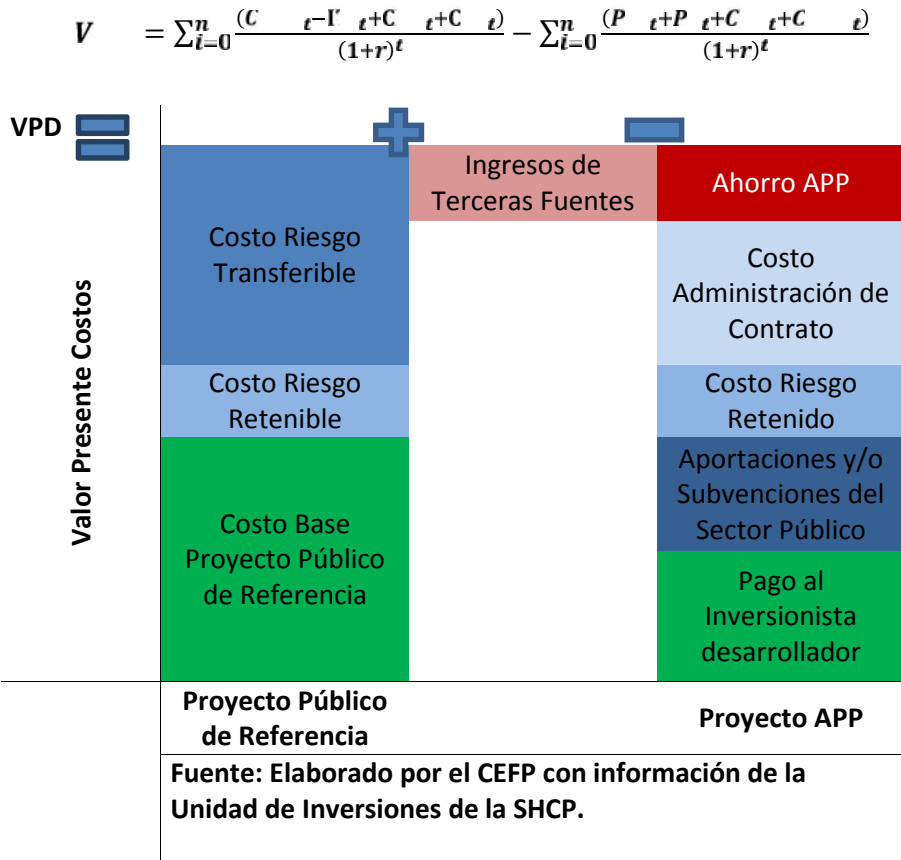 V = ∑ⁿᵢ₌₀ (C ₜ−I ₜ+C ₜ+C ₜ) / (1+r)ᵗ − ∑ⁿᵢ₌₀ (P ₜ+P ₜ+C ₜ+C ₜ) / (1+r)ᵗ
VPD
Ingresos de
Terceras Fuentes
Ahorro APP
Costo Riesgo
Transferible
Costo
Administración de
Contrato
Valor Presente Costos
Costo Riesgo
Retenible
Costo Riesgo
Retenido
Aportaciones y/o
Subvenciones del
Sector Público
Costo Base
Proyecto Público
de Referencia
Pago al
Inversionista
desarrollador
Proyecto Público
de Referencia
Proyecto APP
Fuente: Elaborado por el CEFP con información de la
Unidad de Inversiones de la SHCP.